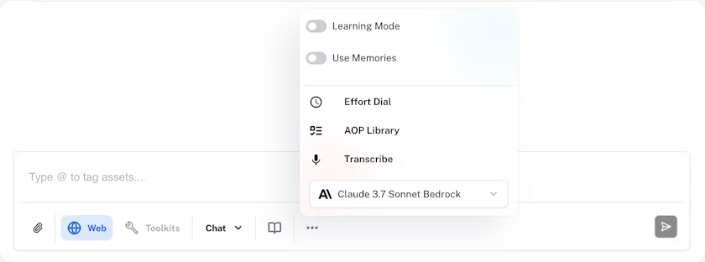 Learning Mode
Use Memories
Effort Dial
AOP Library
Transcribe
Claude 3.7 Sonnet Bedrock
Type @ to tag assets...
Web
Toolkits
Chat